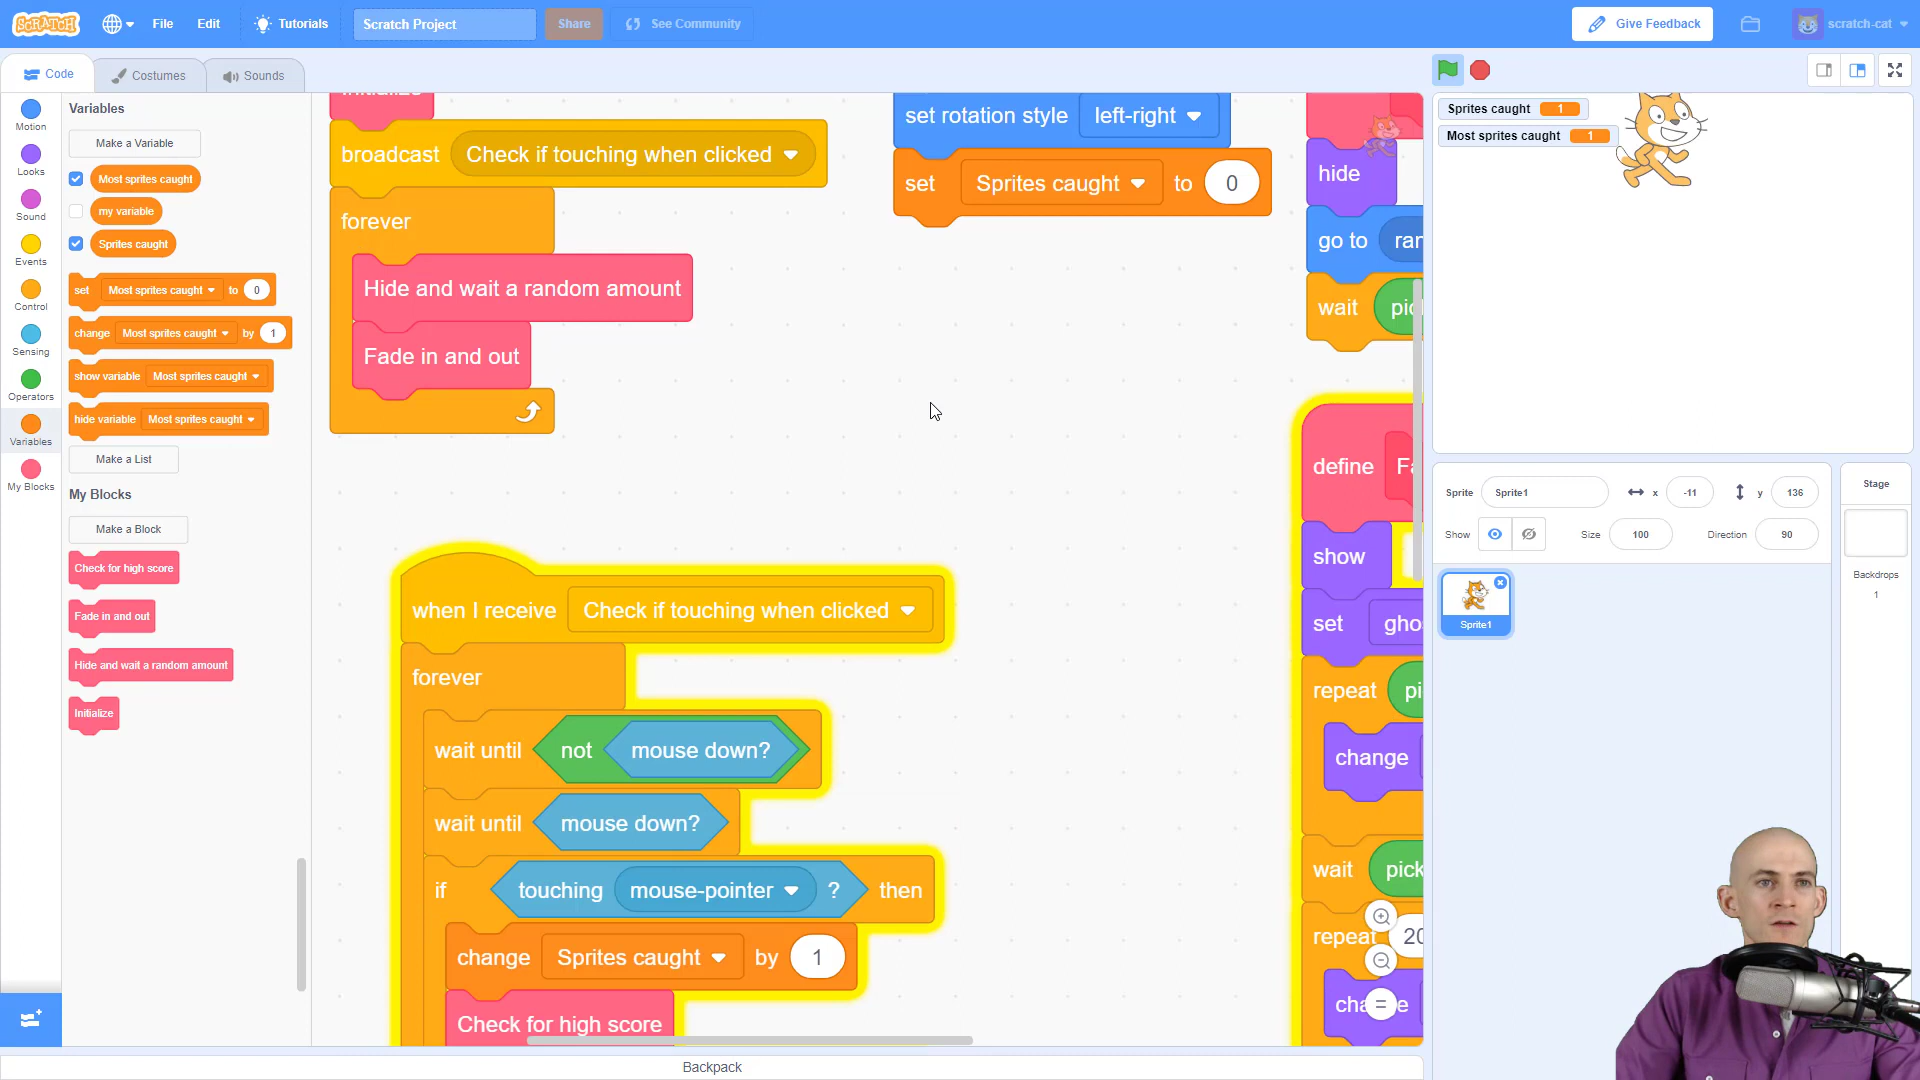 SCRATCH
File
Edit
Tutorials
Scratch Project
Share
See Community
Give Feedback
scratch-cat
Code
Costumes
Sounds
Motion
Looks
Sound
Events
Control
Sensing
Operators
Variables
My Blocks
Variables
Make a Variable
Most sprites caught
my variable
Sprites caught
set Most sprites caught to 0
change Most sprites caught by 1
show variable Most sprites caught
hide variable Most sprites caught
Make a List
My Blocks
Make a Block
Check for high score
Fade in and out
Hide and wait a random amount
Initialize
broadcast Check if touching when clicked
forever
Hide and wait a random amount
Fade in and out
when I receive Check if touching when clicked
forever
wait until not mouse down?
wait until mouse down?
if touching mouse-pointer ? then
change Sprites caught by 1
Check for high score
set rotation style left-right
set Sprites caught to 0
hide
go to
wait
define
show
set
repeat
change
wait
repeat 20
Backpack
Sprites caught 1
Most sprites caught 1
Sprite Sprite1 x -11 y 136
Show Size 100 Direction 90
Sprite1
Stage
Backdrops
1